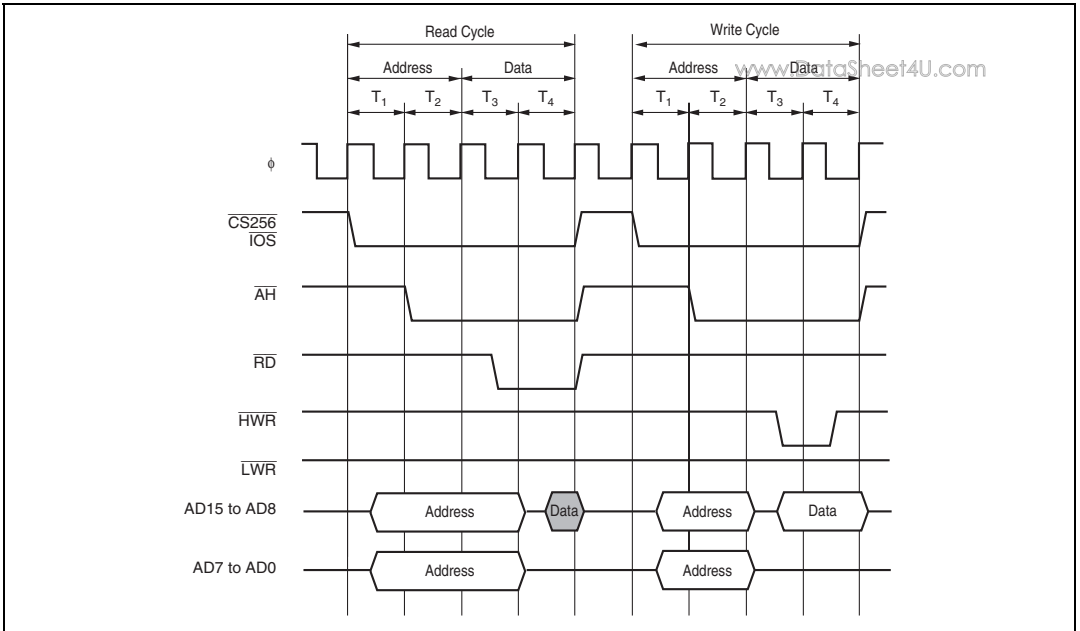 Read Cycle Write Cycle
www.DataSheet4U.com
Address Data Address Data
T1 T2 T3 T4 T1 T2 T3 T4
ϕ
CS256
IOS
AH
RD
HWR
LWR
AD15 to AD8 Address Data Address Data
AD7 to AD0 Address Address